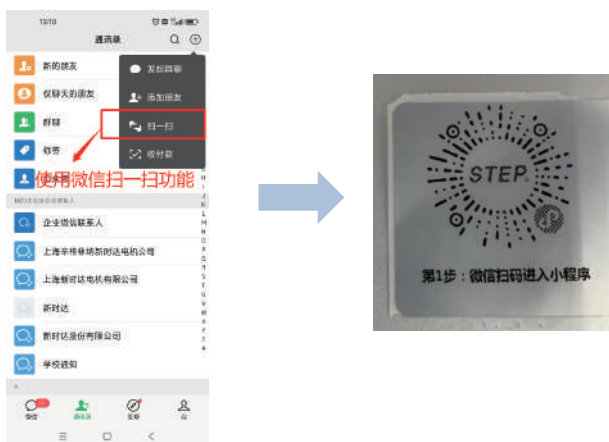 13:10
通讯录
新的朋友
仅聊天的朋友
群聊
标签
发起群聊
添加朋友
扫一扫
收付款
使用微信扫一扫功能
企业微信联系人
上海辛格林纳新时达电机公司
上海新时达电机有限公司
新时达
新时达股份有限公司
学校通知
微信
通讯录
发现
我
STEP
第1步：微信扫码进入小程序